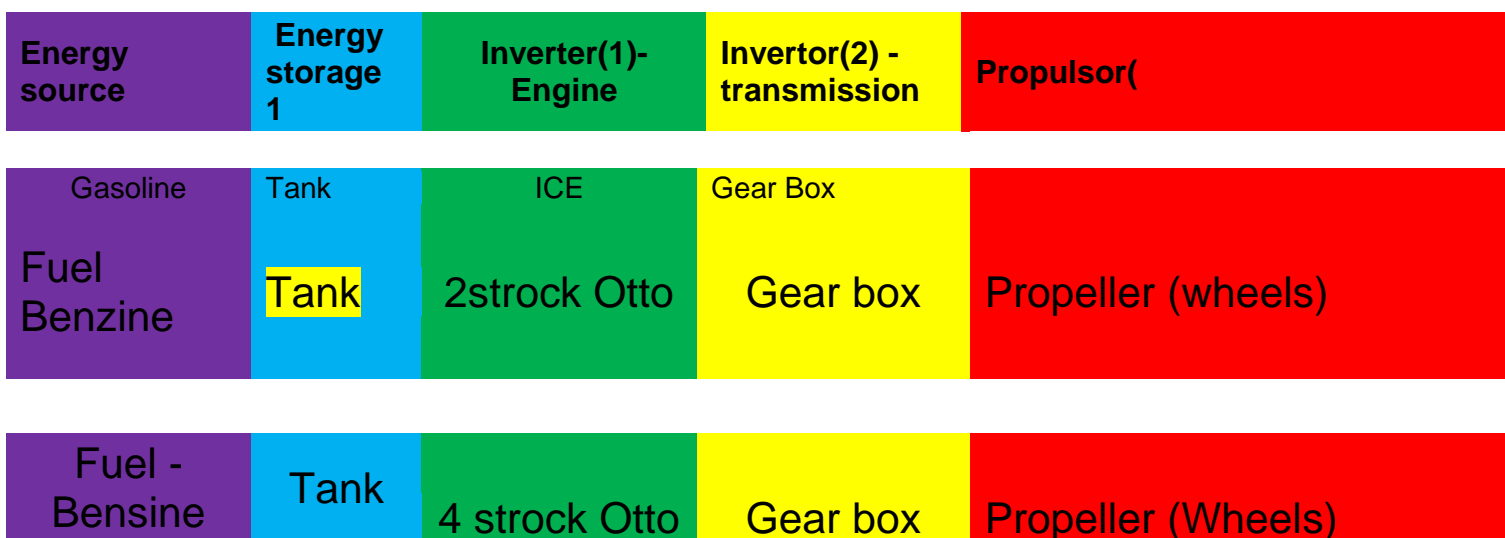 Energy source
Energy storage 1
Inverter(1)- Engine
Invertor(2) - transmission
Propulsor(
Gasoline
Tank
ICE
Gear Box
Fuel Benzine
Tank
2strock Otto
Gear box
Propeller (wheels)
Fuel - Bensine
Tank
4 strock Otto
Gear box
Propeller (Wheels)